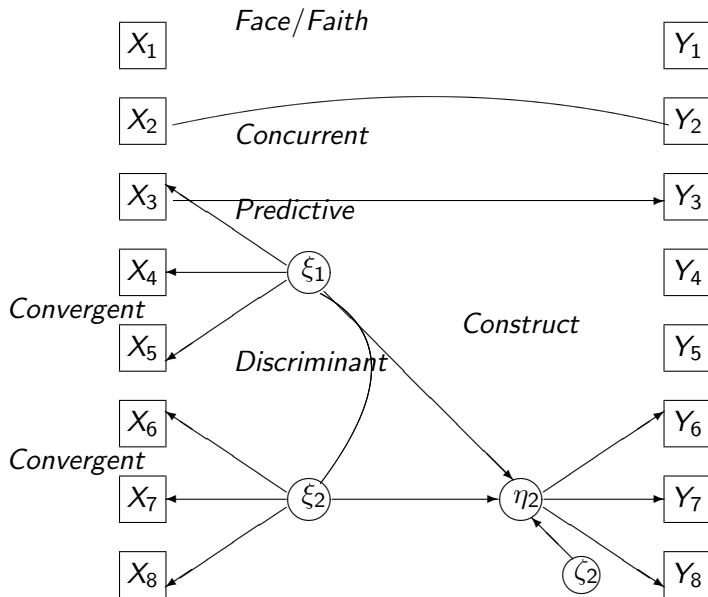 Face/Faith
X₁ Y₁
X₂ Y₂
Concurrent
X₃ Y₃
Predictive
X₄ ξ₁ Y₄
Convergent Construct
X₅ Y₅
Discriminant
X₆ Y₆
Convergent
X₇ ξ₂ η₂ Y₇
X₈ ζ₂ Y₈